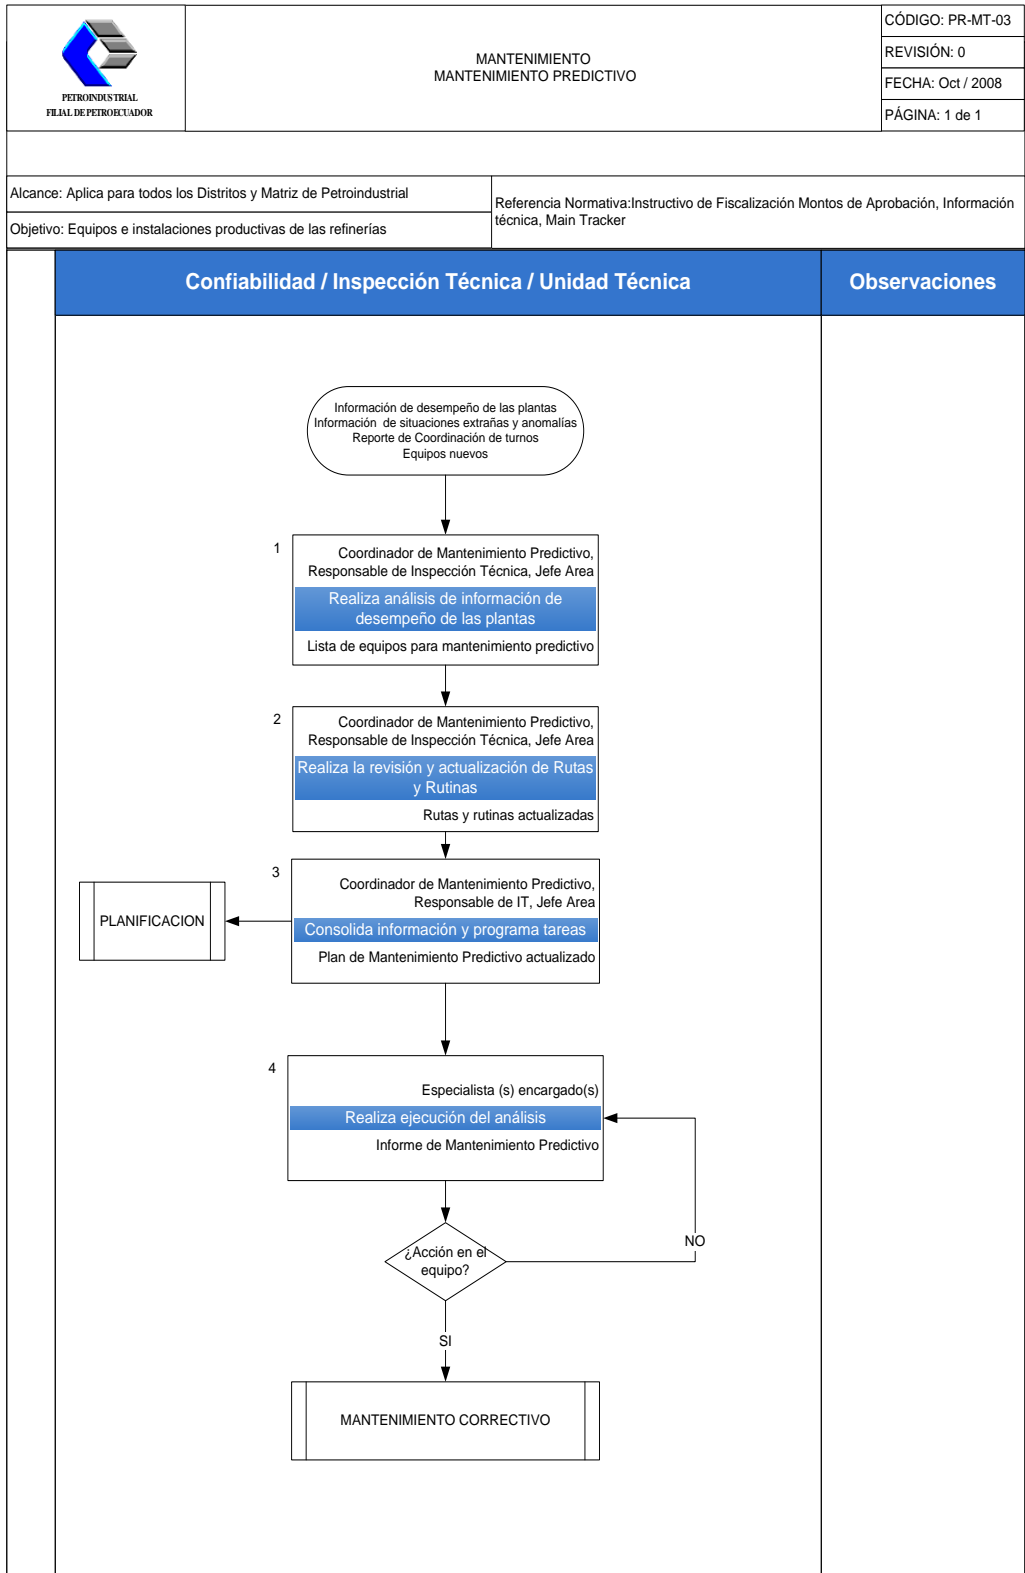 PETROINDUSTRIAL
FILIAL DE PETROECUADOR
MANTENIMIENTO
MANTENIMIENTO PREDICTIVO
CÓDIGO: PR-MT-03
REVISIÓN: 0
FECHA: Oct / 2008
PÁGINA: 1 de 1
Alcance: Aplica para todos los Distritos y Matriz de Petroindustrial
Objetivo: Equipos e instalaciones productivas de las refinerías
Referencia Normativa:Instructivo de Fiscalización Montos de Aprobación, Información
técnica, Main Tracker
Confiabilidad / Inspección Técnica / Unidad Técnica
Observaciones
Información de desempeño de las plantas
Información de situaciones extrañas y anomalías
Reporte de Coordinación de turnos
Equipos nuevos
1
Coordinador de Mantenimiento Predictivo,
Responsable de Inspección Técnica, Jefe Area
Realiza análisis de información de
desempeño de las plantas
Lista de equipos para mantenimiento predictivo
2
Coordinador de Mantenimiento Predictivo,
Responsable de Inspección Técnica, Jefe Area
Realiza la revisión y actualización de Rutas
y Rutinas
Rutas y rutinas actualizadas
3
Coordinador de Mantenimiento Predictivo,
Responsable de IT, Jefe Area
Consolida información y programa tareas
Plan de Mantenimiento Predictivo actualizado
PLANIFICACION
4
Especialista (s) encargado(s)
Realiza ejecución del análisis
Informe de Mantenimiento Predictivo
¿Acción en el
equipo?
NO
SI
MANTENIMIENTO CORRECTIVO